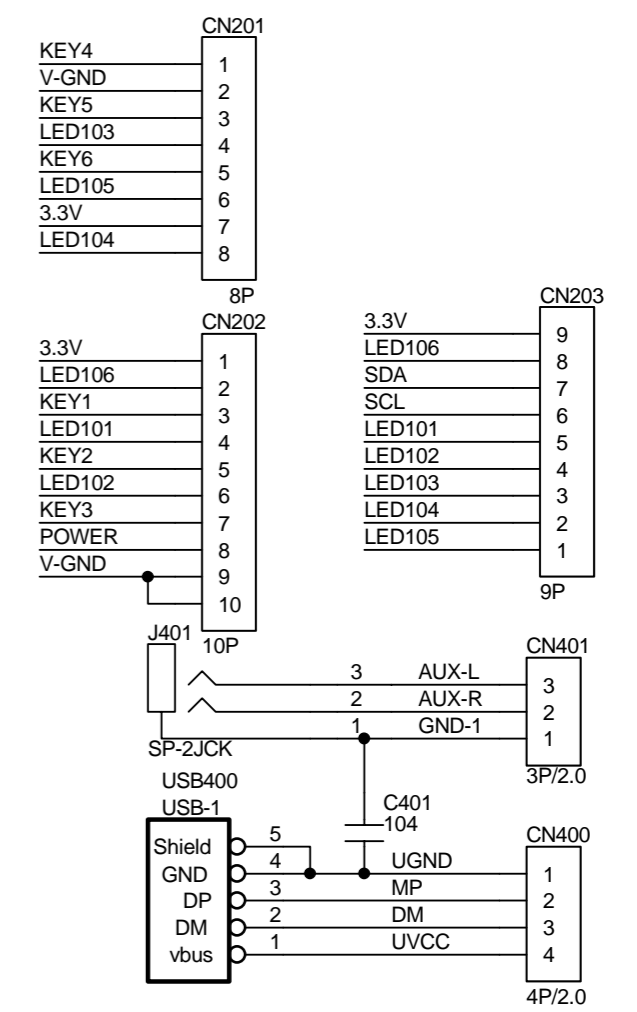 CN201
KEY4
1
V-GND
2
KEY5
3
LED103
4
KEY6
5
LED105
6
3.3V
7
LED104
8
8P
CN202
3.3V
1
LED106
2
KEY1
3
LED101
4
KEY2
5
LED102
6
KEY3
7
POWER
8
V-GND
9
10
10P
CN203
3.3V
9
LED106
8
SDA
7
SCL
6
LED101
5
LED102
4
LED103
3
LED104
2
LED105
1
9P
J401
SP-2JCK
3 AUX-L
2 AUX-R
1 GND-1
CN401
3
2
1
3P/2.0
C401
104
USB400
USB-1
Shield 5
GND 4 UGND
DP 3 MP
DM 2 DM
vbus 1 UVCC
CN400
1
2
3
4
4P/2.0